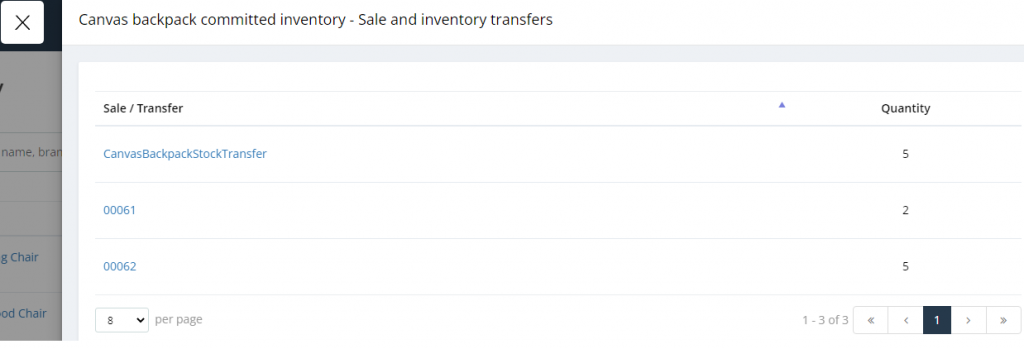 Canvas backpack committed inventory - Sale and inventory transfers
Sale / Transfer Quantity
CanvasBackpackStockTransfer 5
00061 2
00062 5
8 per page 1 - 3 of 3 « ‹ 1 › »
y
name, bran
g Chair
od Chair